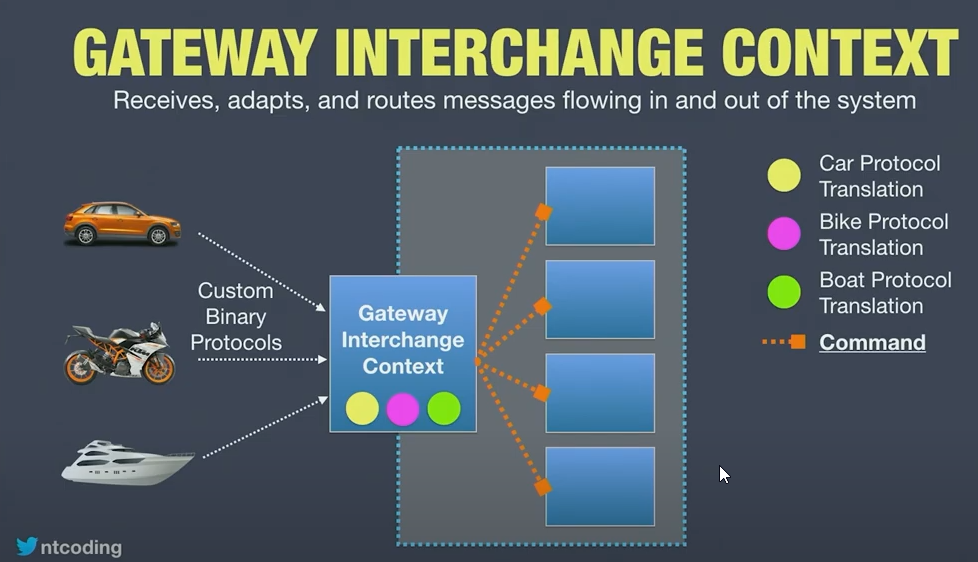 GATEWAY INTERCHANGE CONTEXT
Receives, adapts, and routes messages flowing in and out of the system
Custom
Binary
Protocols
Gateway
Interchange
Context
Car Protocol
Translation
Bike Protocol
Translation
Boat Protocol
Translation
Command
ntcoding